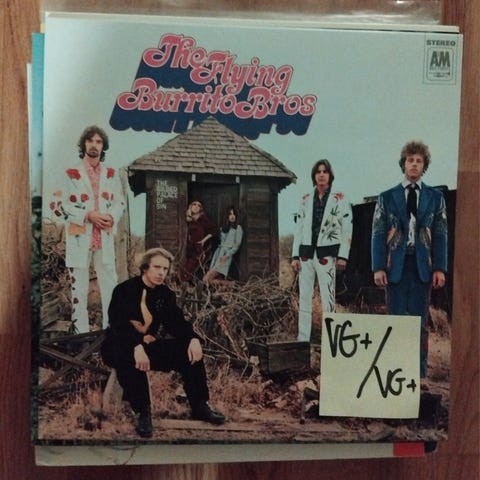 The Flying
Burrito Bros
STEREO
A&M
THE
GILDED
PALACE
OF
SIN
VG+/VG+